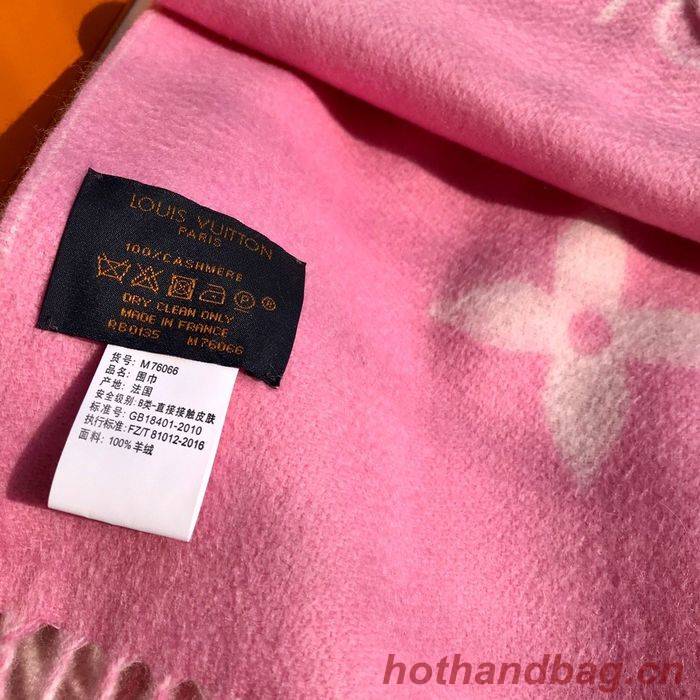 LOUIS VUITTON
PARIS
100%CASHMERE
P
DRY CLEAN ONLY
MADE IN FRANCE
RB0135 M76066
货号: M76066
品名: 围巾
产地: 法国
安全级别: B类-直接接触皮肤
标准号: GB18401-2010
执行标准: FZ/T 81012-2016
面料: 100%羊绒
hothandbag.cn